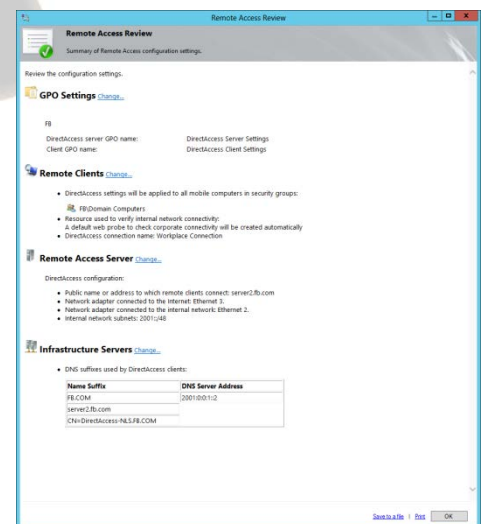 Remote Access Review
Remote Access Review
Summary of Remote Access configuration settings.
Review the configuration settings.
GPO Settings Change...
FB
DirectAccess server GPO name: DirectAccess Server Settings
Client GPO name: DirectAccess Client Settings
Remote Clients Change...
• DirectAccess settings will be applied to all mobile computers in security groups:
FB\Domain Computers
• Resource used to verify internal network connectivity:
A default web probe to check corporate connectivity will be created automatically
• DirectAccess connection name: Workplace Connection
Remote Access Server Change...
DirectAccess configuration:
• Public name or address to which remote clients connect: server2.fb.com
• Network adapter connected to the Internet: Ethernet 3.
• Network adapter connected to the internal network: Ethernet 2.
• Internal network subnets: 2001::/48
Infrastructure Servers Change...
• DNS suffixes used by DirectAccess clients:
Name Suffix DNS Server Address
FB.COM 2001:0:0:1::2
server2.fb.com
CN=DirectAccess-NLS.FB.COM
Save to a file | Print OK